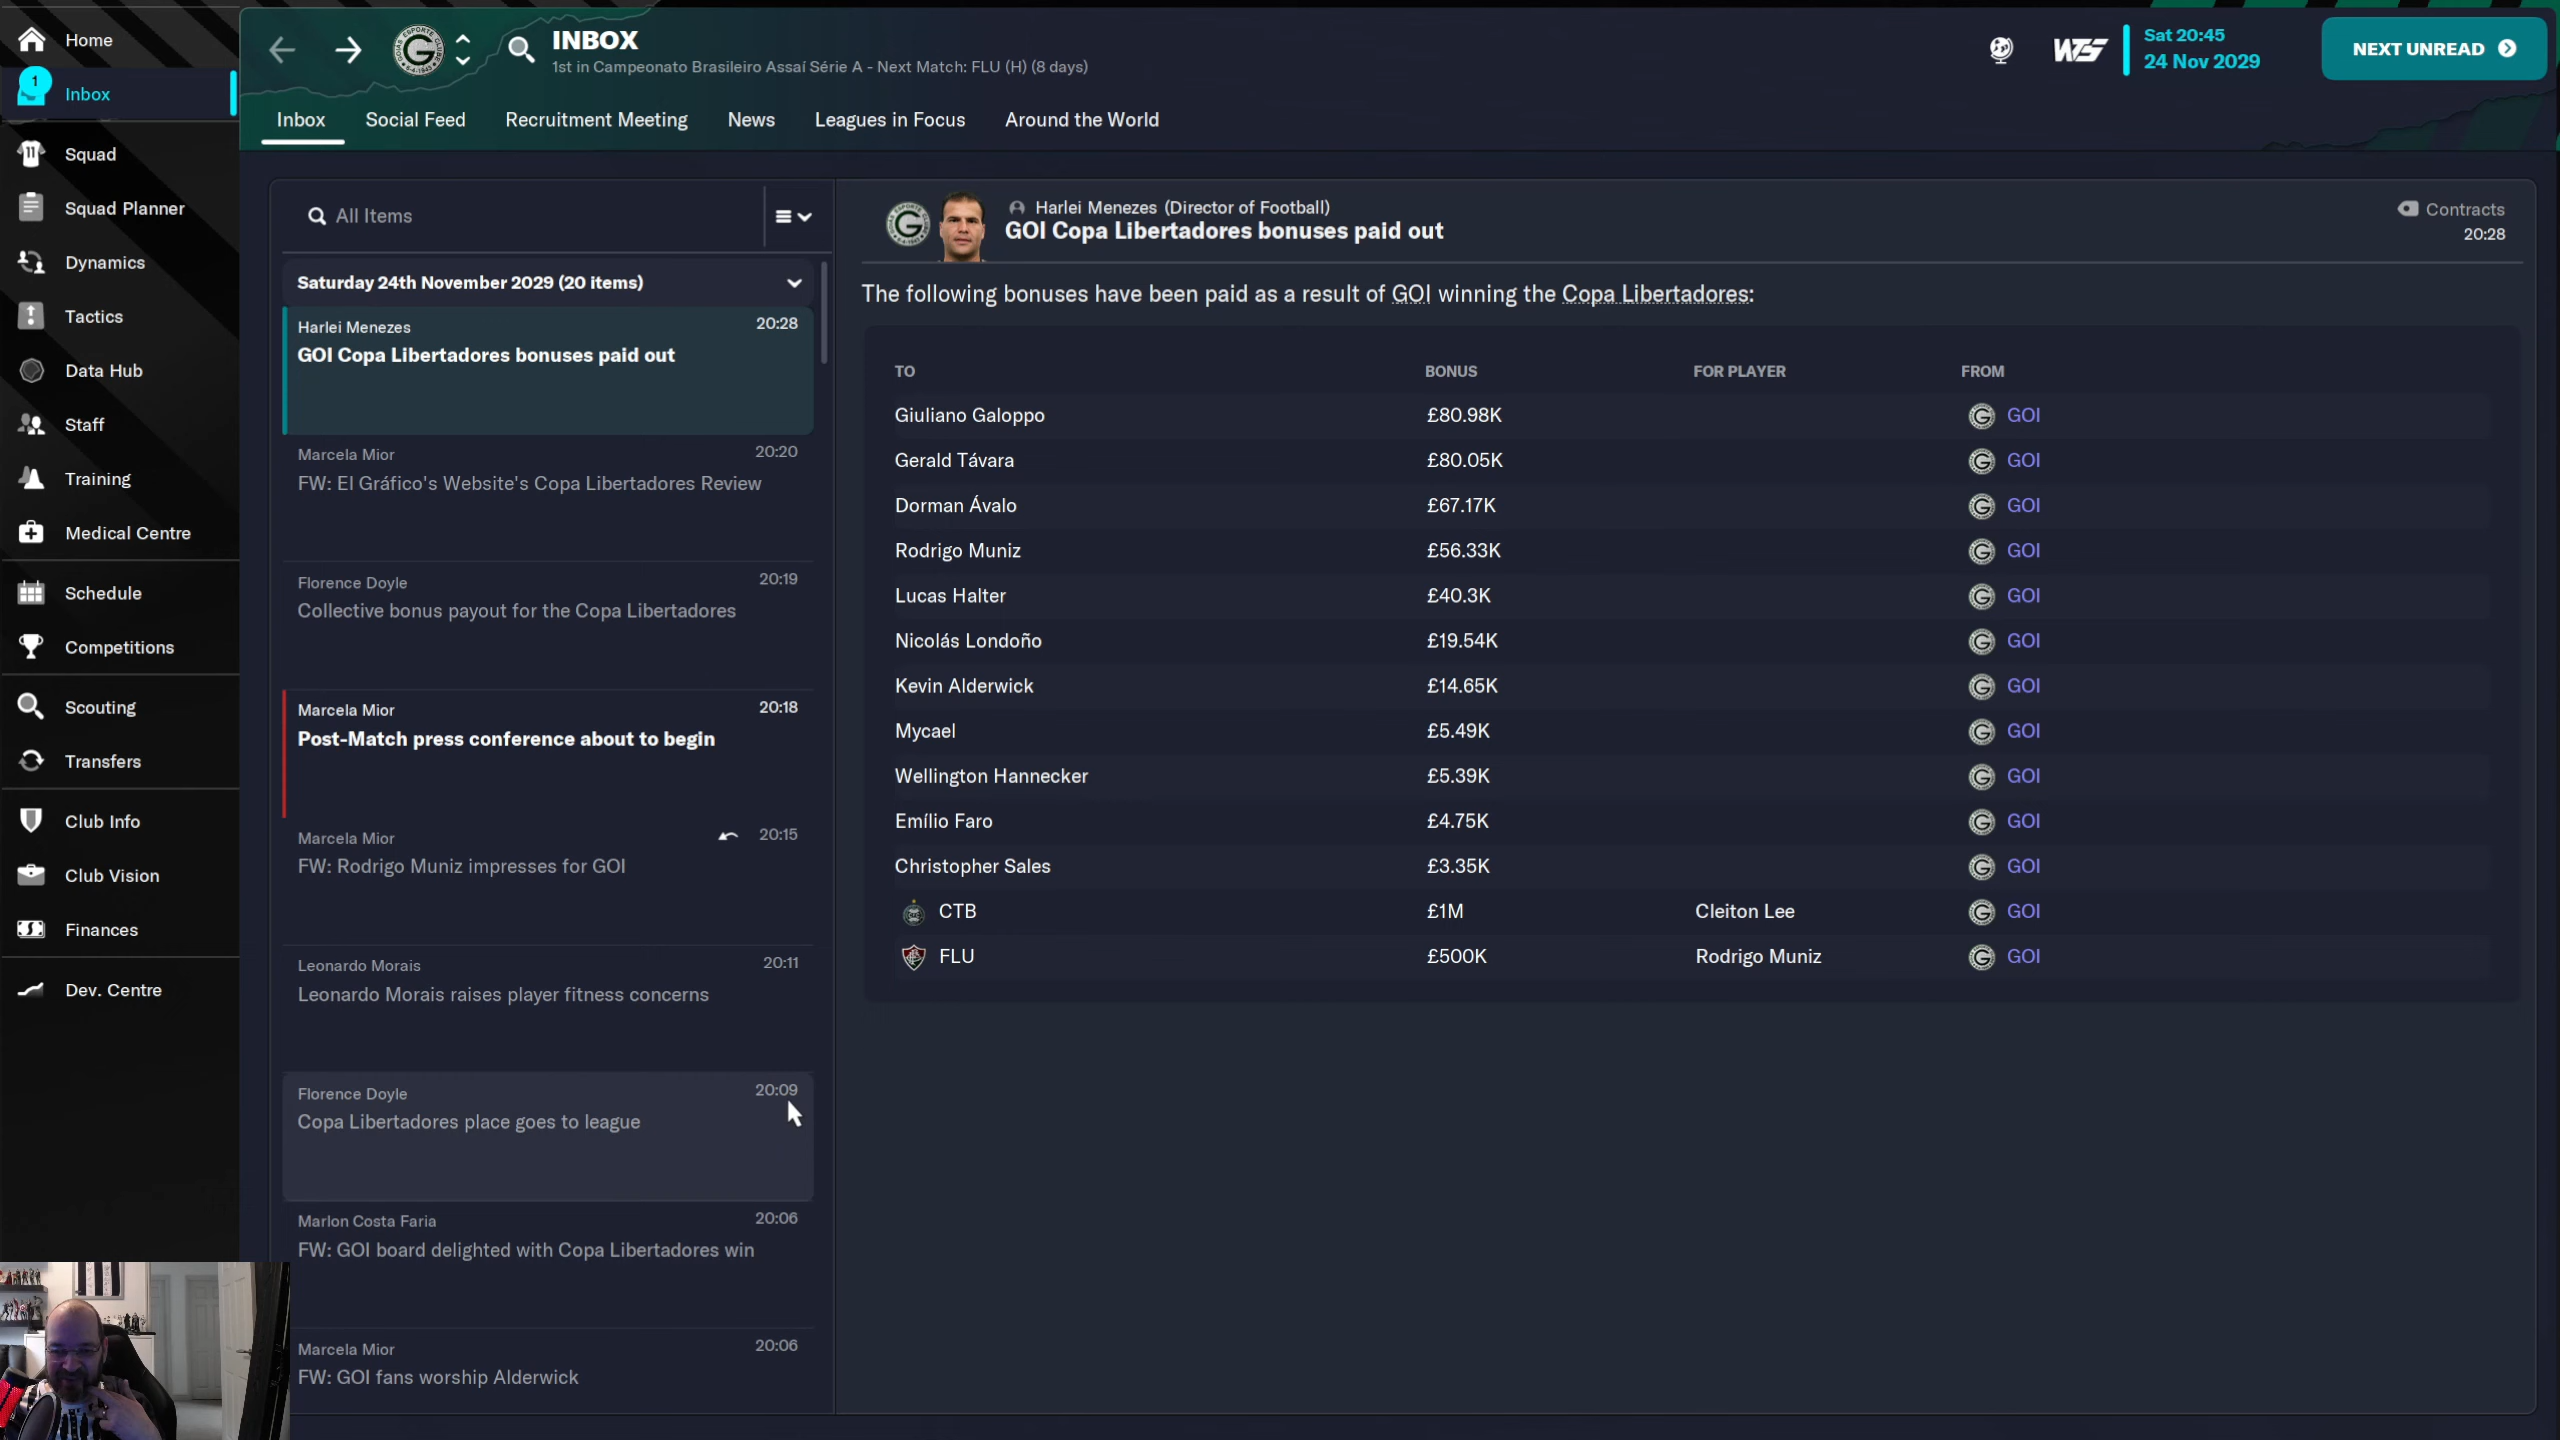 Home
1
Inbox
Squad
Squad Planner
Dynamics
Tactics
Data Hub
Staff
Training
Medical Centre
Schedule
Competitions
Scouting
Transfers
Club Info
Club Vision
Finances
Dev. Centre
INBOX
1st in Campeonato Brasileiro Assaí Série A - Next Match: FLU (H) (8 days)
Sat 20:45
24 Nov 2029
NEXT UNREAD
Inbox Social Feed Recruitment Meeting News Leagues in Focus Around the World
All Items
Saturday 24th November 2029 (20 items)
Harlei Menezes 20:28
GOI Copa Libertadores bonuses paid out
Marcela Mior 20:20
FW: El Gráfico's Website's Copa Libertadores Review
Florence Doyle 20:19
Collective bonus payout for the Copa Libertadores
Marcela Mior 20:18
Post-Match press conference about to begin
Marcela Mior 20:15
FW: Rodrigo Muniz impresses for GOI
Leonardo Morais 20:11
Leonardo Morais raises player fitness concerns
Florence Doyle 20:09
Copa Libertadores place goes to league
Marlon Costa Faria 20:06
FW: GOI board delighted with Copa Libertadores win
Marcela Mior 20:06
FW: GOI fans worship Alderwick
Harlei Menezes (Director of Football) Contracts
GOI Copa Libertadores bonuses paid out 20:28
The following bonuses have been paid as a result of GOI winning the Copa Libertadores:
TO BONUS FOR PLAYER FROM
Giuliano Galoppo £80.98K GOI
Gerald Távara £80.05K GOI
Dorman Ávalo £67.17K GOI
Rodrigo Muniz £56.33K GOI
Lucas Halter £40.3K GOI
Nicolás Londoño £19.54K GOI
Kevin Alderwick £14.65K GOI
Mycael £5.49K GOI
Wellington Hannecker £5.39K GOI
Emílio Faro £4.75K GOI
Christopher Sales £3.35K GOI
CTB £1M Cleiton Lee GOI
FLU £500K Rodrigo Muniz GOI